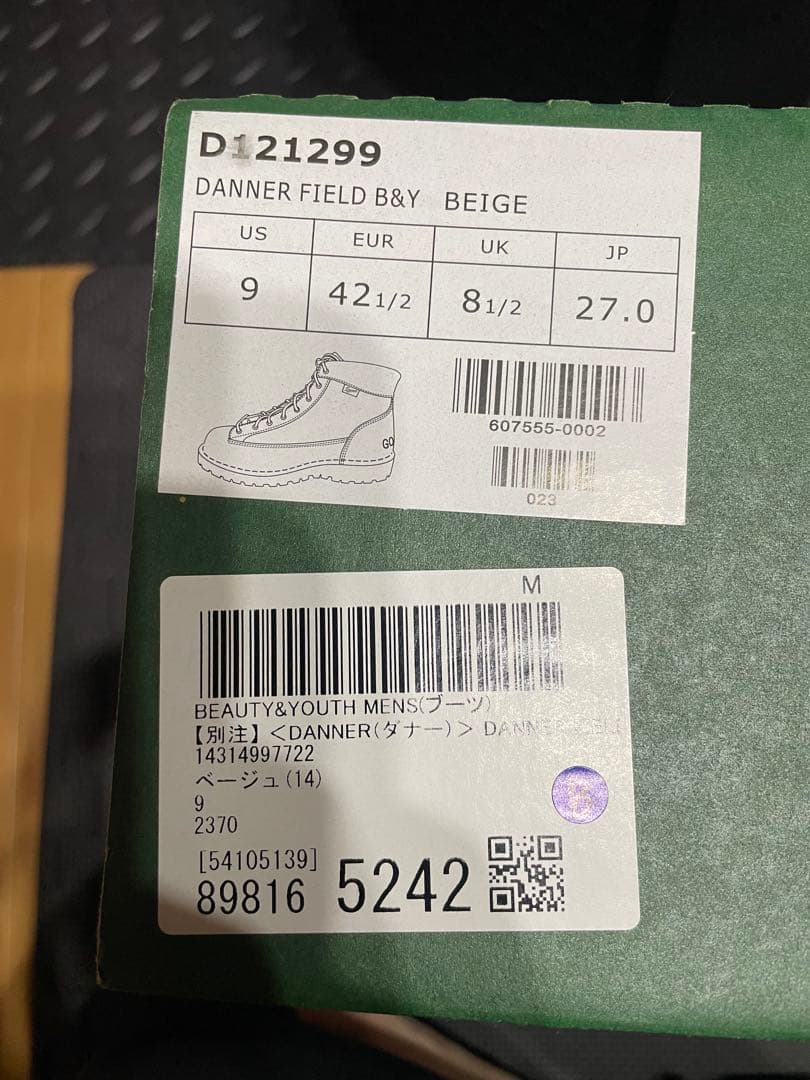 D121299
DANNER FIELD B&Y BEIGE
US EUR UK JP
9 42 1/2 8 1/2 27.0
GO
607555-0002
023
M
BEAUTY&YOUTH MENS(ブーツ)
【別注】<DANNER(ダナー)> DANNER
14314997722
ベージュ(14)
9
2370
[54105139]
89816 5242